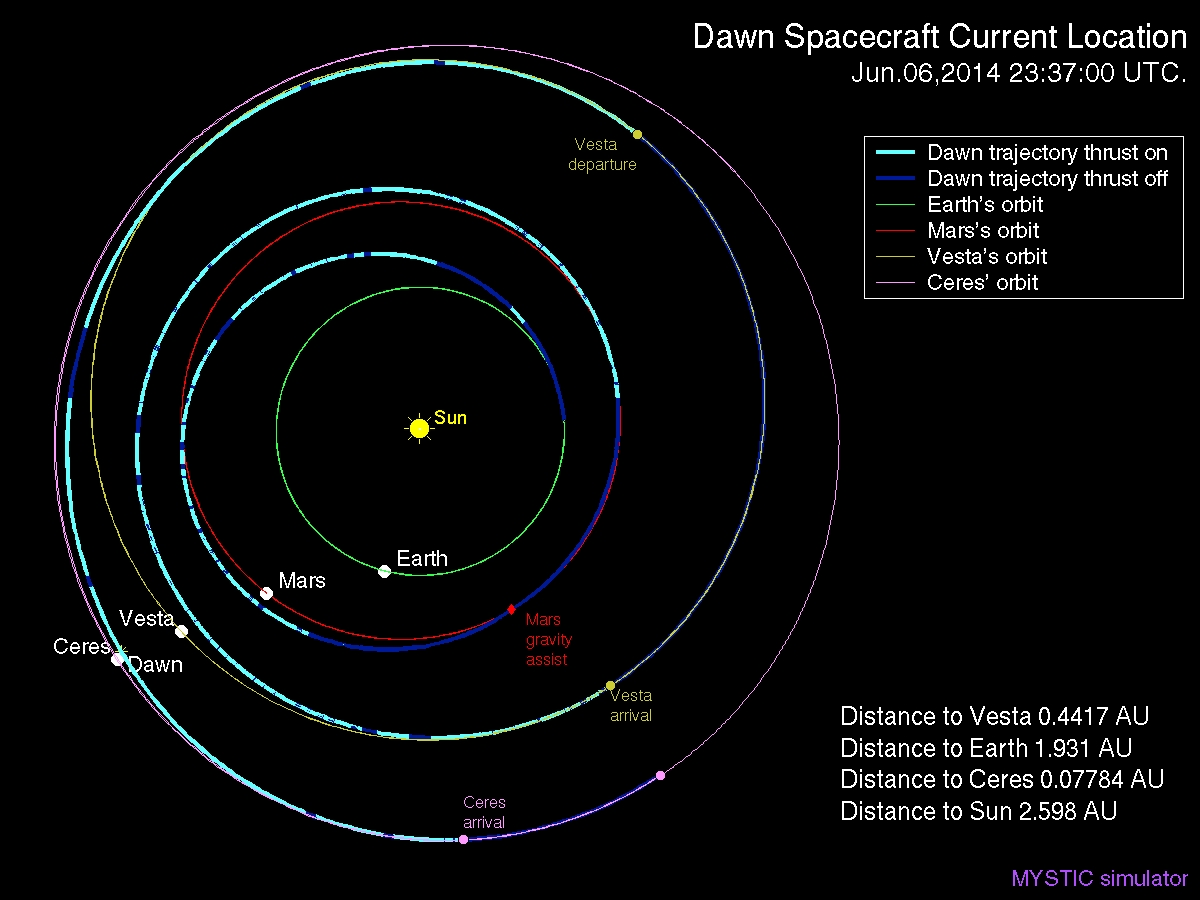 Dawn Spacecraft Current Location
Jun.06,2014 23:37:00 UTC.
Vesta
departure
Dawn trajectory thrust on
Dawn trajectory thrust off
Earth's orbit
Mars's orbit
Vesta's orbit
Ceres' orbit
Sun
Earth
Mars
Vesta
Ceres
Dawn
Mars
gravity
assist
Vesta
arrival
Ceres
arrival
Distance to Vesta 0.4417 AU
Distance to Earth 1.931 AU
Distance to Ceres 0.07784 AU
Distance to Sun 2.598 AU
MYSTIC simulator